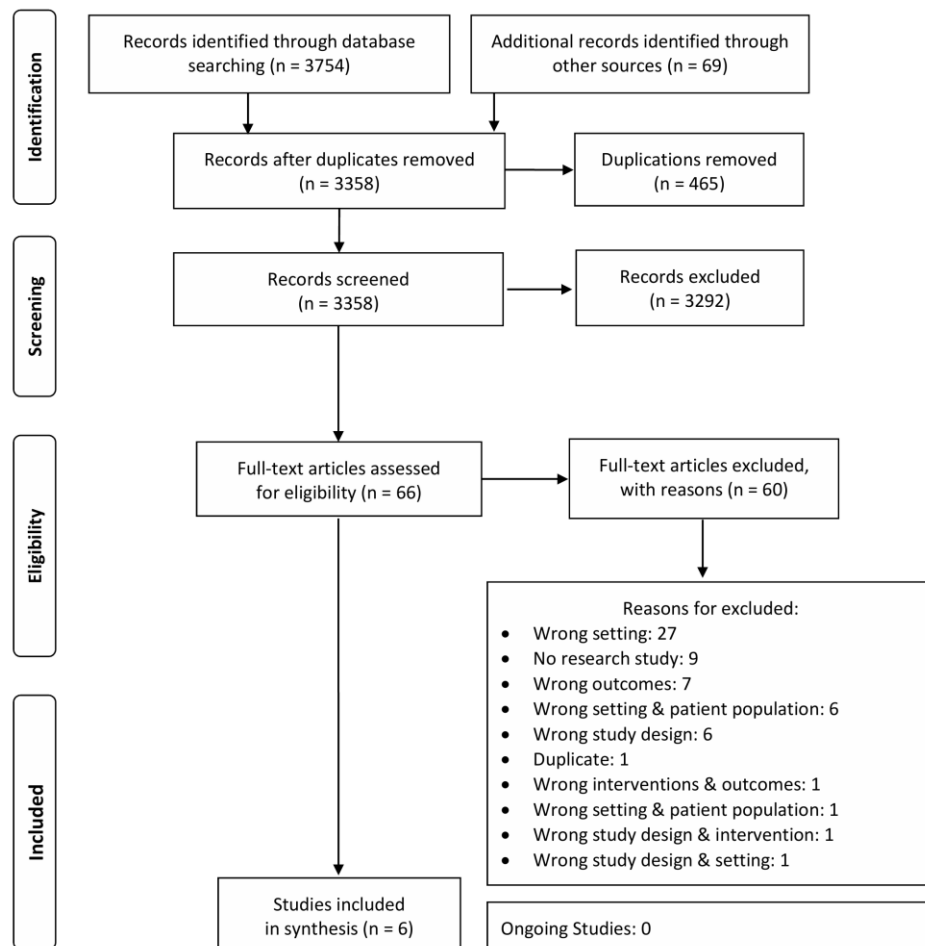 Identification
Records identified through database
searching (n = 3754)
Additional records identified through
other sources (n = 69)
Records after duplicates removed
(n = 3358)
Duplications removed
(n = 465)
Screening
Records screened
(n = 3358)
Records excluded
(n = 3292)
Eligibility
Full-text articles assessed
for eligibility (n = 66)
Full-text articles excluded,
with reasons (n = 60)
Reasons for excluded:
• Wrong setting: 27
• No research study: 9
• Wrong outcomes: 7
• Wrong setting & patient population: 6
• Wrong study design: 6
• Duplicate: 1
• Wrong interventions & outcomes: 1
• Wrong setting & patient population: 1
• Wrong study design & intervention: 1
• Wrong study design & setting: 1
Included
Studies included
in synthesis (n = 6)
Ongoing Studies: 0